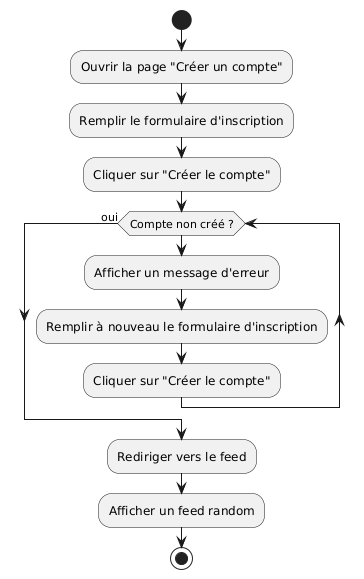 Ouvrir la page "Créer un compte"
Remplir le formulaire d'inscription
Cliquer sur "Créer le compte"
oui
Compte non créé ?
Afficher un message d'erreur
Remplir à nouveau le formulaire d'inscription
Cliquer sur "Créer le compte"
Rediriger vers le feed
Afficher un feed random